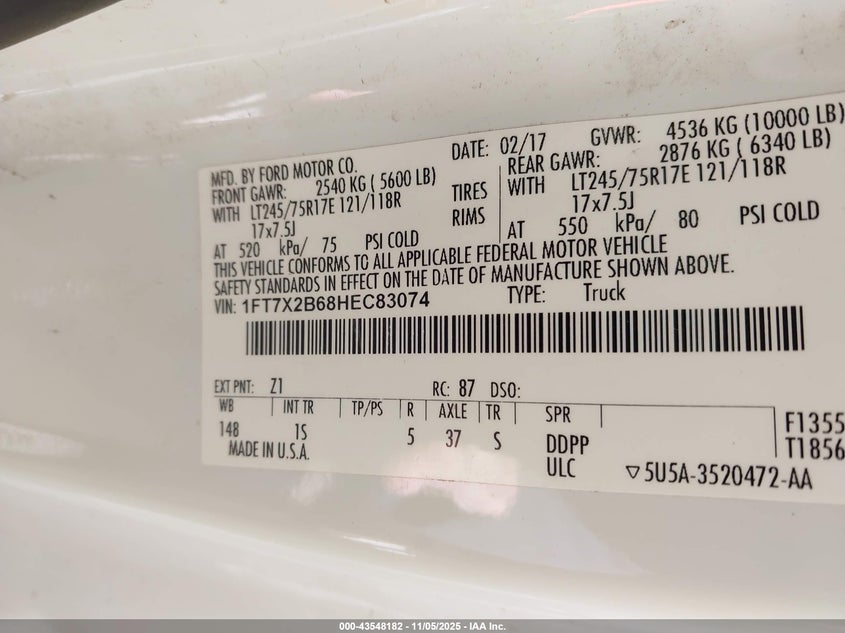 MFD. BY FORD MOTOR CO.
DATE: 02/17 GVWR: 4536 KG (10000 LB)
FRONT GAWR: 2540 KG ( 5600 LB) REAR GAWR: 2876 KG ( 6340 LB)
WITH LT245/75R17E 121/118R TIRES WITH LT245/75R17E 121/118R
17x7.5J RIMS 17x7.5J
AT 520 kPa/ 75 PSI COLD AT 550 kPa/ 80 PSI COLD
THIS VEHICLE CONFORMS TO ALL APPLICABLE FEDERAL MOTOR VEHICLE
SAFETY STANDARDS IN EFFECT ON THE DATE OF MANUFACTURE SHOWN ABOVE.
VIN: 1FT7X2B68HEC83074 TYPE: Truck
EXT PNT: Z1 RC: 87 DSO:
WB INT TR TP/PS R AXLE TR SPR
148 1S 5 37 S DDPP F1355
MADE IN U.S.A. ULC T1856
▽5U5A-3520472-AA
000-43548182 - 11/05/2025 - IAA Inc.